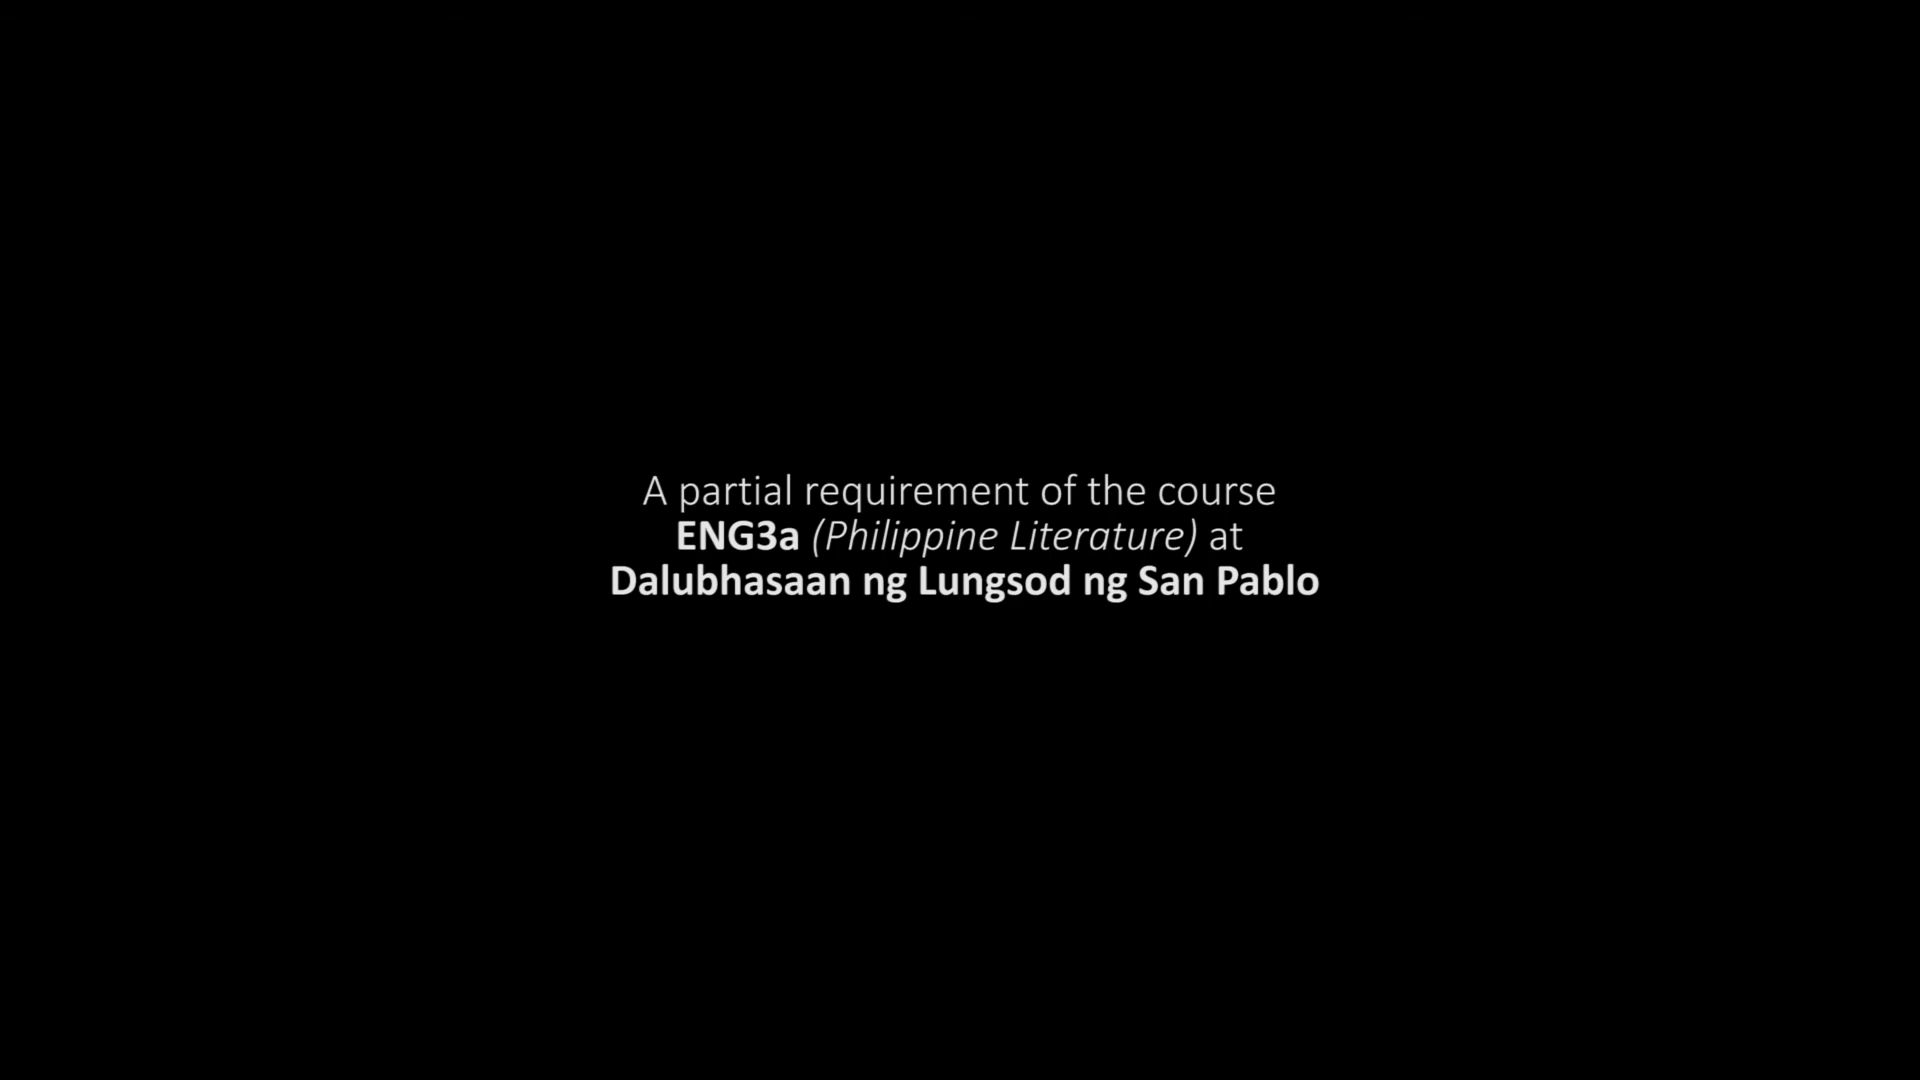 A partial requirement of the course
ENG3a (Philippine Literature) at
Dalubhasaan ng Lungsod ng San Pablo